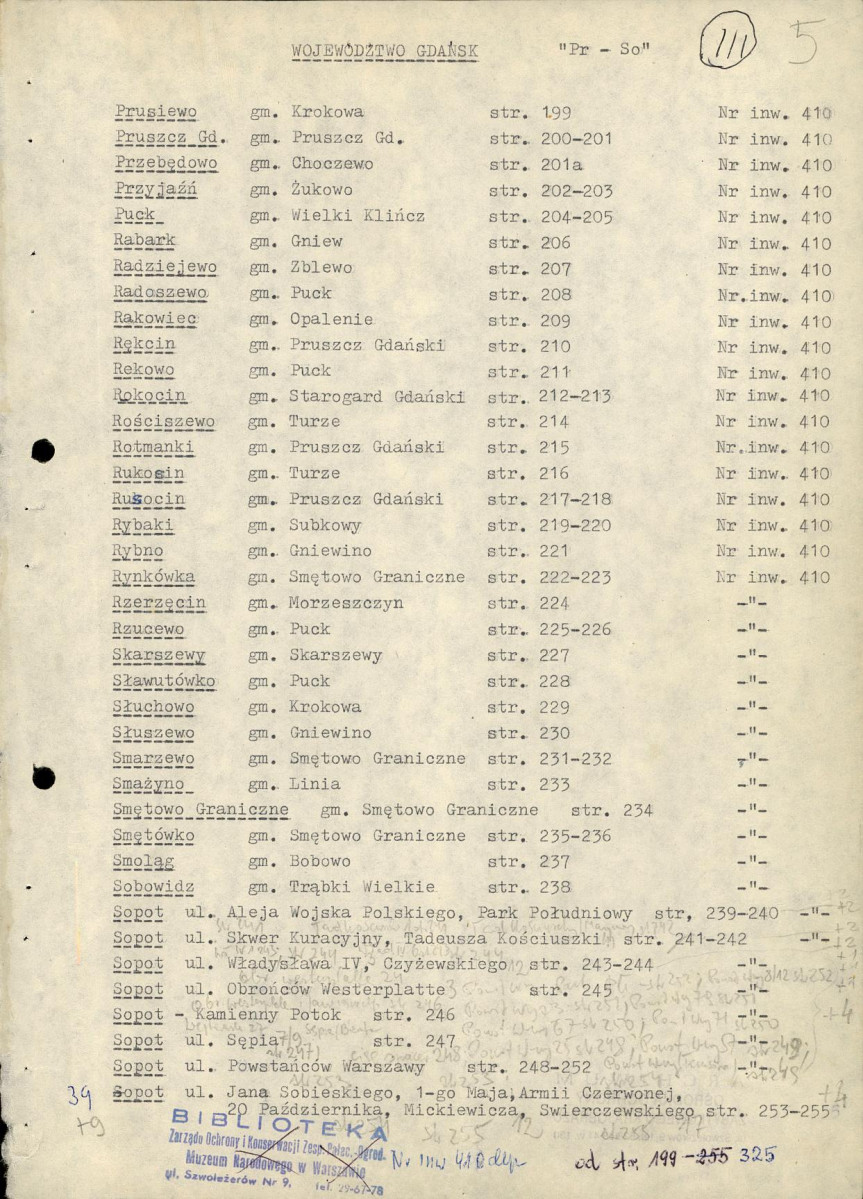 WOJEWÓDZTWO GDAŃSK "Pr - So" III 5
Prusiewo gm. Krokowa str. 199 Nr inw. 410
Pruszcz Gd. gm. Pruszcz Gd. str. 200-201 Nr inw. 410
Przebędowo gm. Choczewo str. 201a Nr inw. 410
Przyjaźń gm. Żukowo str. 202-203 Nr inw. 410
Puck gm. Wielki Klińcz str. 204-205 Nr inw. 410
Rabark gm. Gniew str. 206 Nr inw. 410
Radziejewo gm. Zblewo str. 207 Nr inw. 410
Radoszewo gm. Puck str. 208 Nr.inw. 410
Rakowiec gm. Opalenie str. 209 Nr inw. 410
Rękcin gm. Pruszcz Gdański str. 210 Nr inw. 410
Rekowo gm. Puck str. 211 Nr inw. 410
Rokocin gm. Starogard Gdański str. 212-213 Nr inw. 410
Rościszewo gm. Turze str. 214 Nr inw. 410
Rotmanki gm. Pruszcz Gdański str. 215 Nr.inw. 410
Rukosin gm. Turze str. 216 Nr inw. 410
Rusocin gm. Pruszcz Gdański str. 217-218 Nr inw. 410
Rybaki gm. Subkowy str. 219-220 Nr inw. 410
Rybno gm. Gniewino str. 221 Nr inw. 410
Rynkówka gm. Smętowo Graniczne str. 222-223 Nr inw. 410
Rzerzęcin gm. Morzeszczyn str. 224 -"-
Rzucewo gm. Puck str. 225-226 -"-
Skarszewy gm. Skarszewy str. 227 -"-
Sławutówko gm. Puck str. 228 -"-
Słuchowo gm. Krokowa str. 229 -"-
Słuszewo gm. Gniewino str. 230 -"-
Smarzewo gm. Smętowo Graniczne str. 231-232 -"-
Smażyno gm. Linia str. 233 -"-
Smętowo Graniczne gm. Smętowo Graniczne str. 234 -"-
Smętówko gm. Smętowo Graniczne str. 235-236 -"-
Smoląg gm. Bobowo str. 237 -"-
Sobowidz gm. Trąbki Wielkie str. 238 -"-
Sopot ul. Aleja Wojska Polskiego, Park Południowy str, 239-240 -"-
Sopot ul. Skwer Kuracyjny, Tadeusza Kościuszki str. 241-242 -"-
Sopot ul. Władysława IV, Czyżewskiego str. 243-244 -"-
Sopot ul. Obrońców Westerplatte str. 245 -"-
Sopot - Kamienny Potok str. 246 -"- +4
Sopot ul. Sępia str. 247 -"-
Sopot ul. Powstańców Warszawy str. 248-252 -"-
39 Sopot ul. Jana Sobieskiego, 1-go Maja,Armii Czerwonej, +4
+9 20 Października, Mickiewicza, Swierczewskiego str. 253-255
BIBLIOTEKA
Zarządo Ochrony i Konserwacji Zesp. Pałac.-Ogrod.
Muzeum Narodowego w Warszawie
ul. Szwoleżerów Nr 9, tel. 29-67-78
od str. 199-255 325